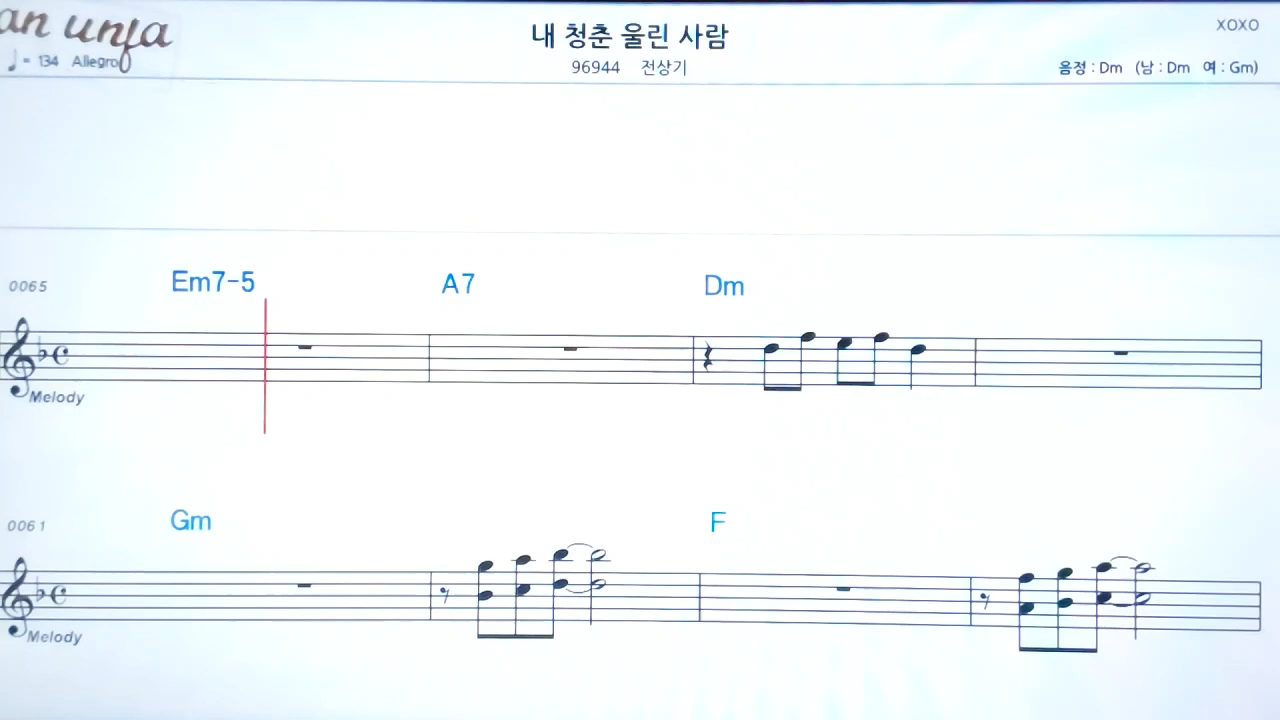 an unja
내 청춘 울린 사람
XOXO
♩= 134 Allegro
96944 전상기
음정 : Dm (남 : Dm 여 : Gm)
0065 Em7-5 A7 Dm
Melody
0061 Gm F
Melody